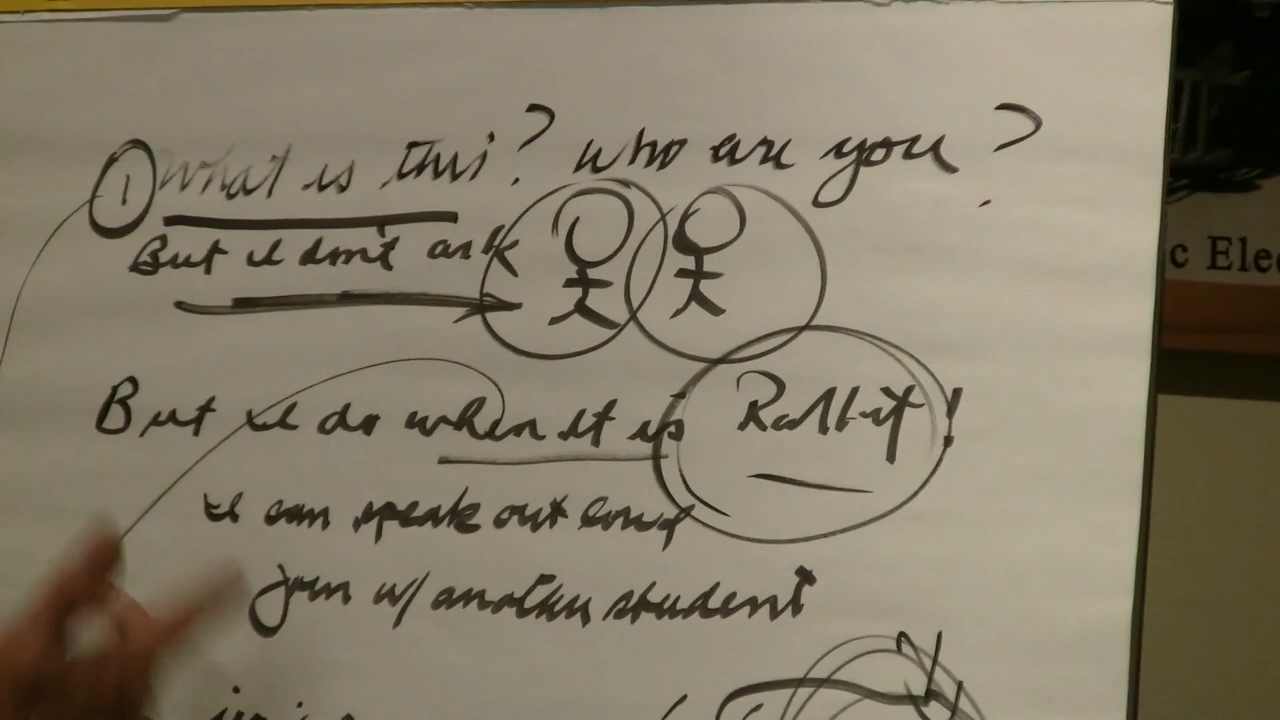 ① What is this? who are you?
But I don't ask
But I do when it is Rabbit!
I can speak out loud
join w/ another student
c Elec